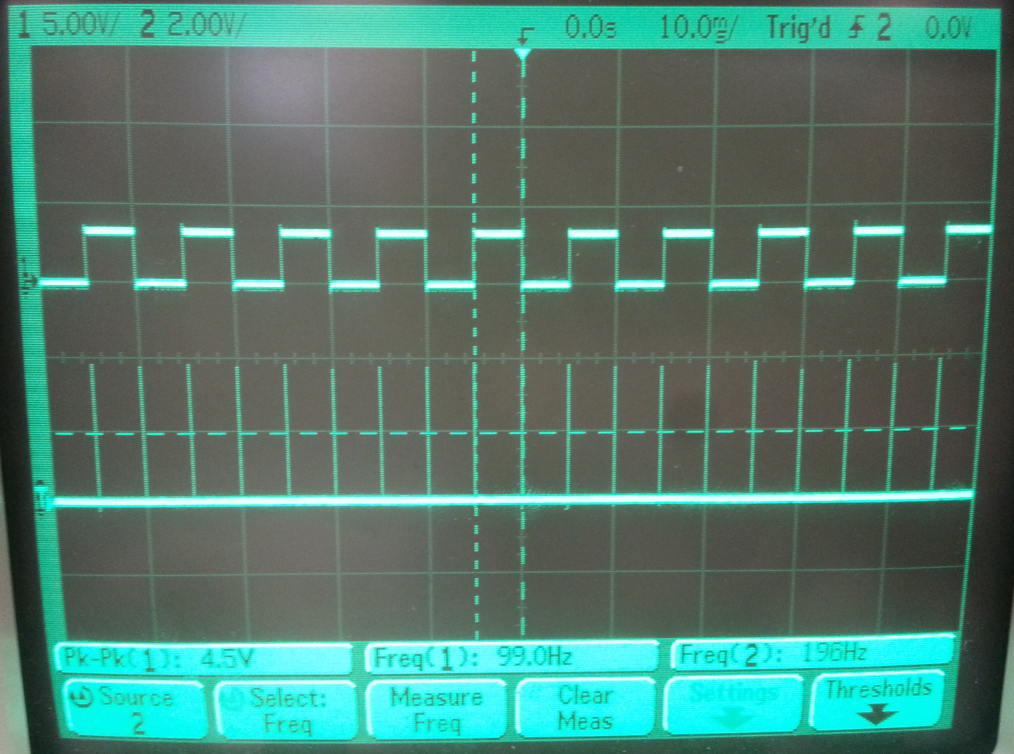 1 5.00V/ 2 2.00V/ 0.0s 10.0ms/ Trig'd 2 0.0V
Pk-Pk(1): 4.5V Freq(1): 99.0Hz Freq(2): 196Hz
Source Select: Measure Clear Settings Thresholds
2 Freq Freq Meas